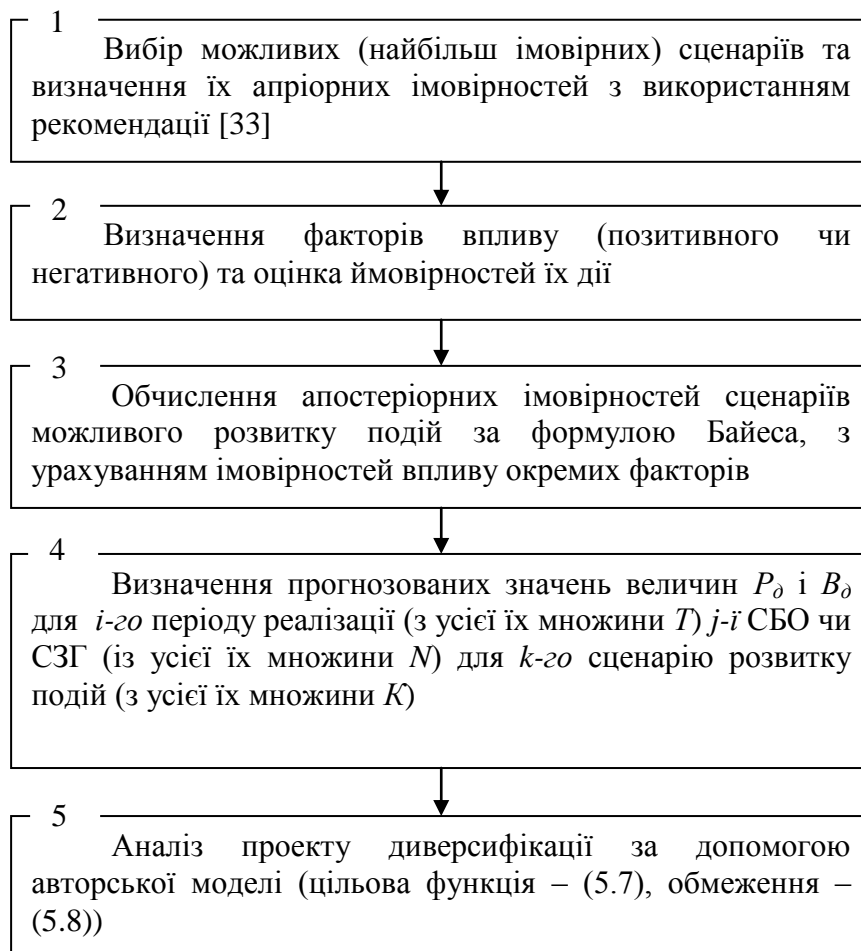 1
Вибір можливих (найбільш імовірних) сценаріїв та
визначення їх апріорних імовірностей з використанням
рекомендації [33]
2
Визначення факторів впливу (позитивного чи
негативного) та оцінка ймовірностей їх дії
3
Обчислення апостеріорних імовірностей сценаріїв
можливого розвитку подій за формулою Байеса, з
урахуванням імовірностей впливу окремих факторів
4
Визначення прогнозованих значень величин Pд і Bд
для і-го періоду реалізації (з усієї їх множини T) j-ї СБО чи
СЗГ (із усієї їх множини N) для k-го сценарію розвитку
подій (з усієї їх множини K)
5
Аналіз проекту диверсифікації за допомогою
авторської моделі (цільова функція – (5.7), обмеження –
(5.8))